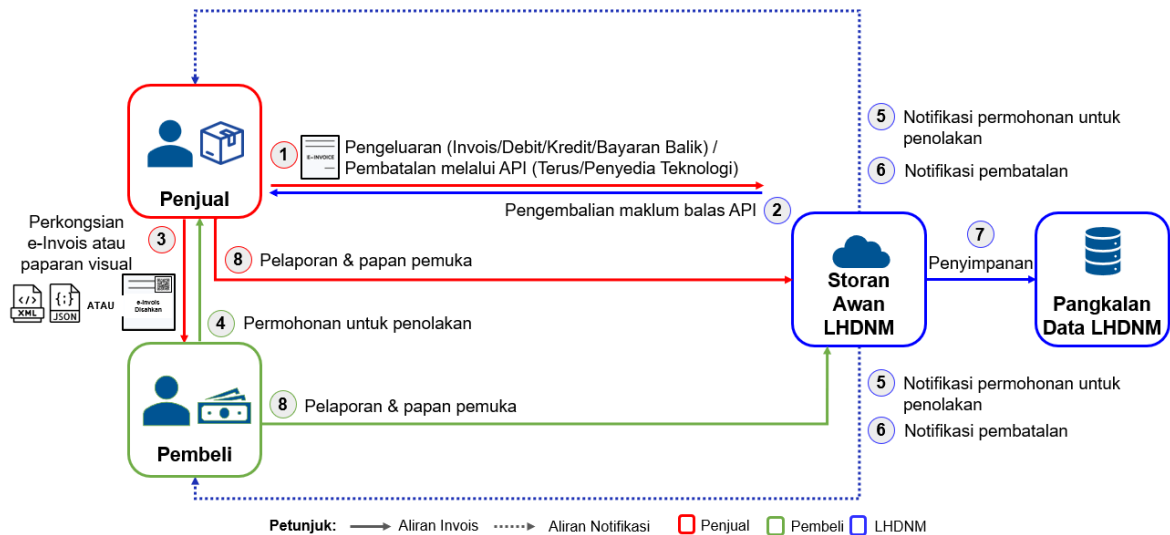 Penjual
1
E-INVOICE
Pengeluaran (Invois/Debit/Kredit/Bayaran Balik) /
Pembatalan melalui API (Terus/Penyedia Teknologi)
Pengembalian maklum balas API
2
5
Notifikasi permohonan untuk
penolakan
6
Notifikasi pembatalan
Perkongsian
e-Invois atau
paparan visual
3
</>
XML
{;}
JSON
ATAU
e-Invois
Disahkan
8
Pelaporan & papan pemuka
Storan
Awan
LHDNM
7
Penyimpanan
Pangkalan
Data LHDNM
4
Permohonan untuk penolakan
Pembeli
8
Pelaporan & papan pemuka
5
Notifikasi permohonan untuk
penolakan
6
Notifikasi pembatalan
Petunjuk:
Aliran Invois
Aliran Notifikasi
Penjual
Pembeli
LHDNM